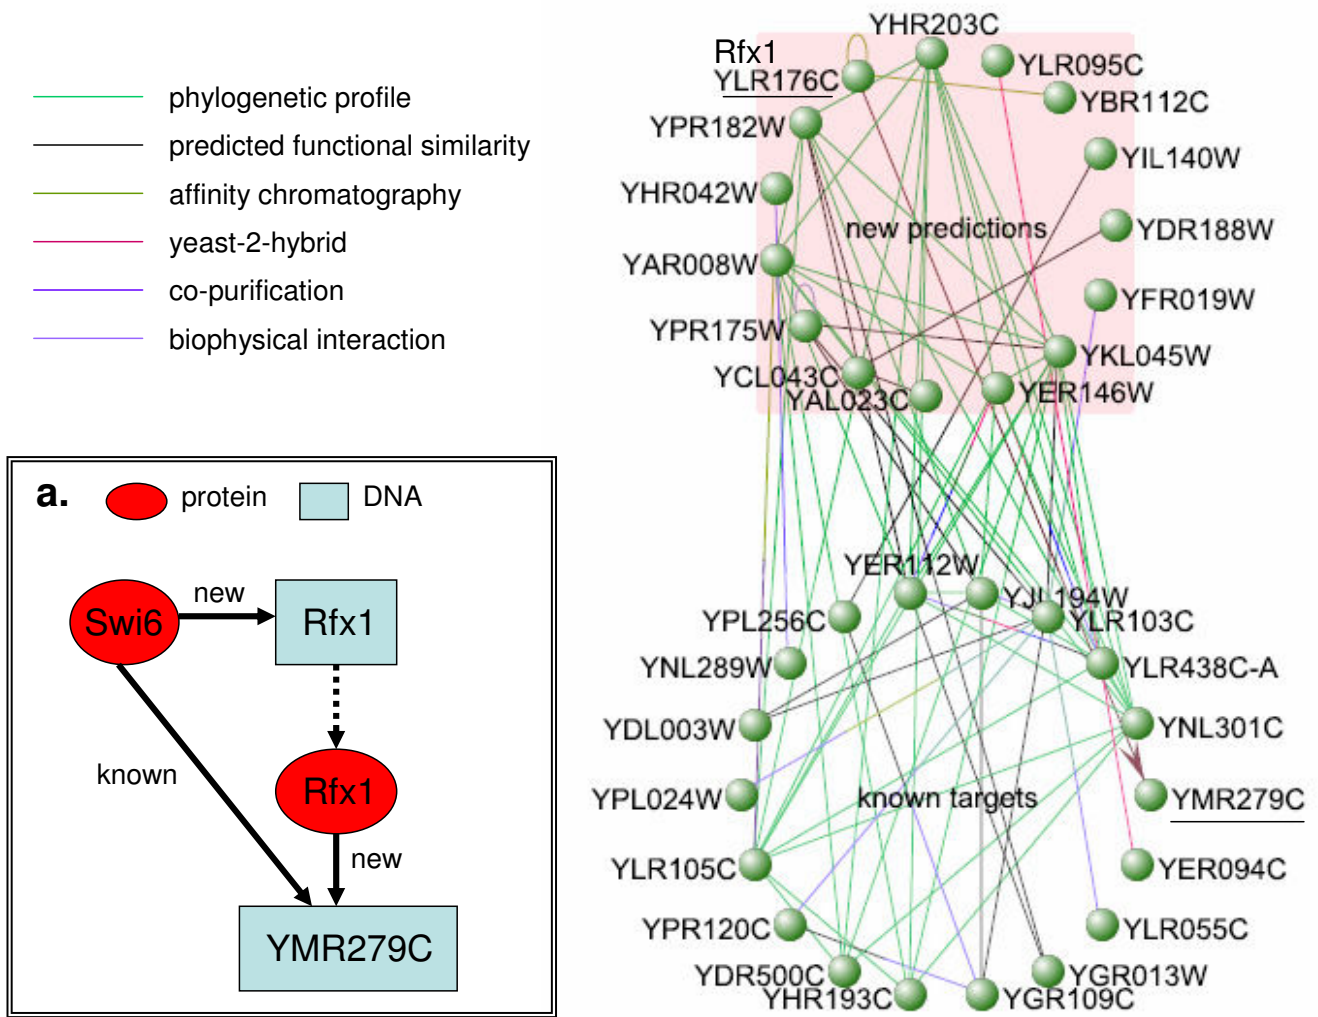 phylogenetic profile
predicted functional similarity
affinity chromatography
yeast-2-hybrid
co-purification
biophysical interaction
a.
protein
DNA
Swi6
new
Rfx1
known
Rfx1
new
YMR279C
YHR203C
Rfx1
YLR176C
YLR095C
YBR112C
YPR182W
YIL140W
YHR042W
new predictions
YDR188W
YAR008W
YFR019W
YPR175W
YKL045W
YCL043C
YAL023C
YER146W
YER112W
YJL194W
YPL256C
YLR103C
YNL289W
YLR438C-A
YDL003W
YNL301C
YPL024W
known targets
YMR279C
YLR105C
YER094C
YPR120C
YLR055C
YDR500C
YGR013W
YHR193C
YGR109C